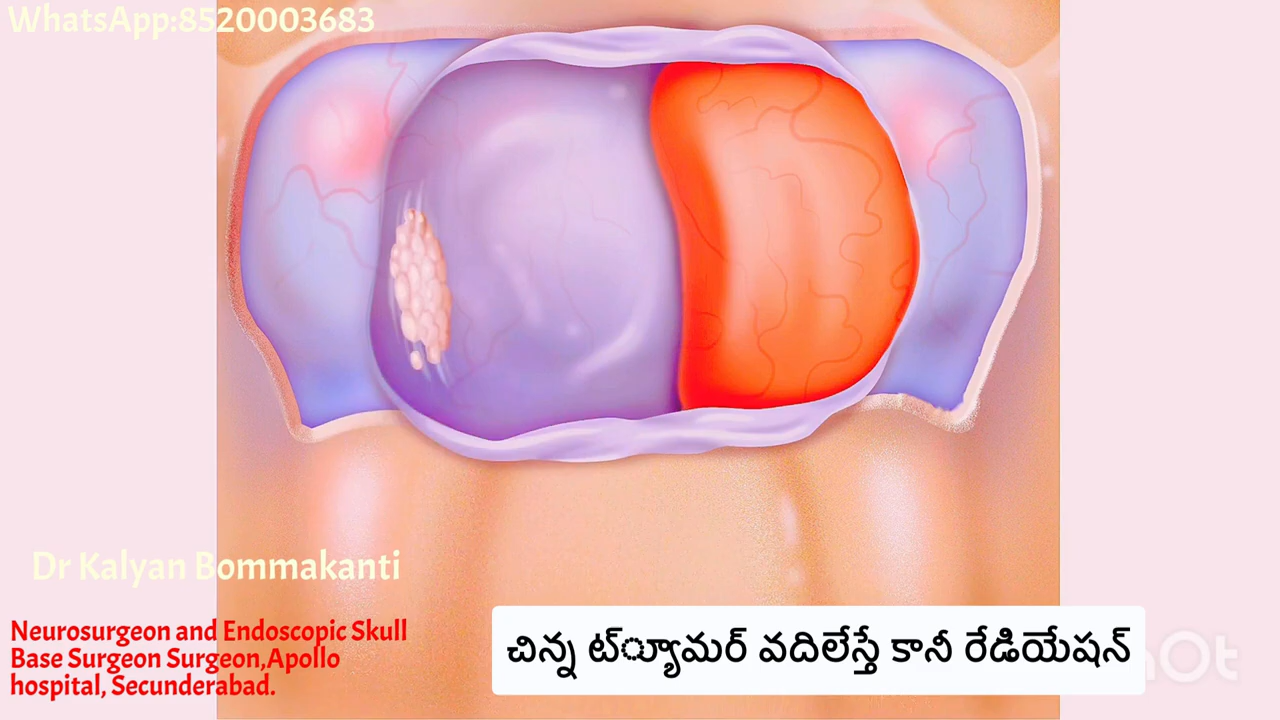 WhatsApp:8520003683
Dr Kalyan Bommakanti
Neurosurgeon and Endoscopic Skull
Base Surgeon Surgeon,Apollo
hospital, Secunderabad.
చిన్న ట్యూమర్ వదిలేస్తే కానీ రేడియేషన్